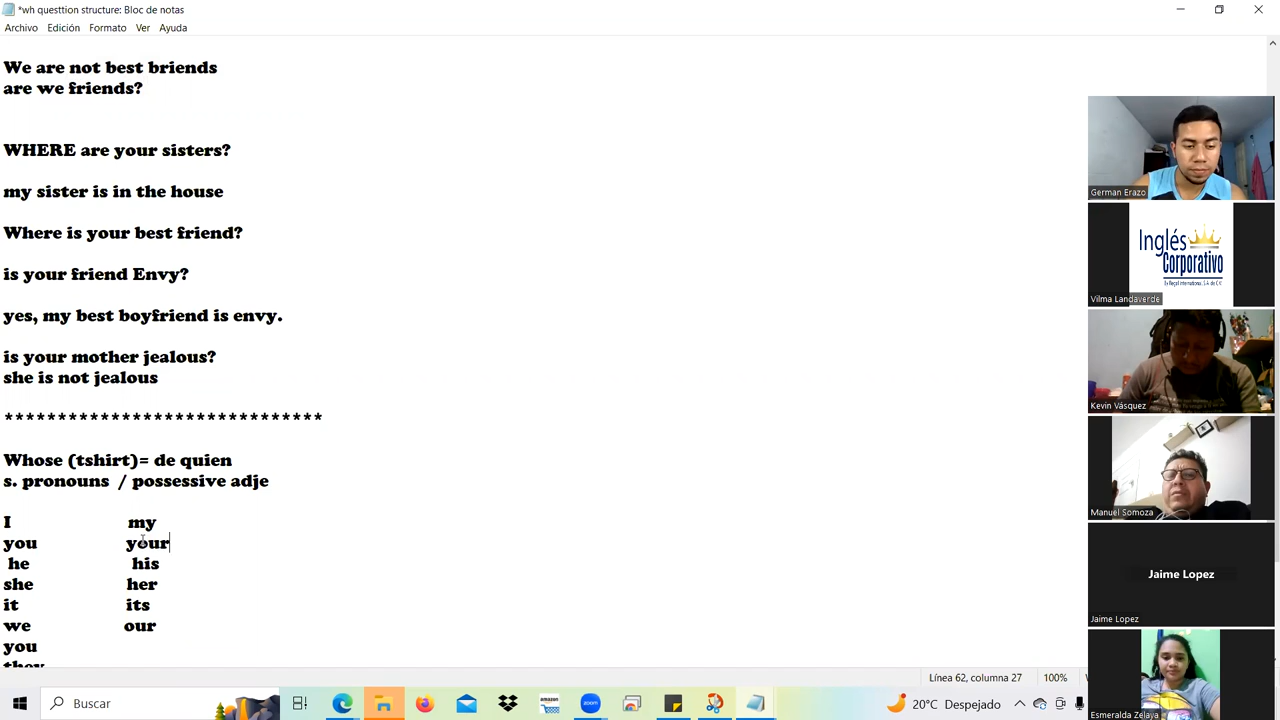 *wh questtion structure: Bloc de notas
Archivo Edición Formato Ver Ayuda
We are not best briends
are we friends?
WHERE are your sisters?
my sister is in the house
Where is your best friend?
is your friend Envy?
yes, my best boyfriend is envy.
is your mother jealous?
she is not jealous
******************************
Whose (tshirt)= de quien
s. pronouns / possessive adje
I my
you your
he his
she her
it its
we our
you
they
Línea 62, columna 27 100%
Buscar
amazon
zoom
20°C Despejado
German Erazo
Inglés
Corporativo
Vilma Landaverde
Kevin Vásquez
Manuel Somoza
Jaime Lopez
Jaime Lopez
Esmeralda Zelaya